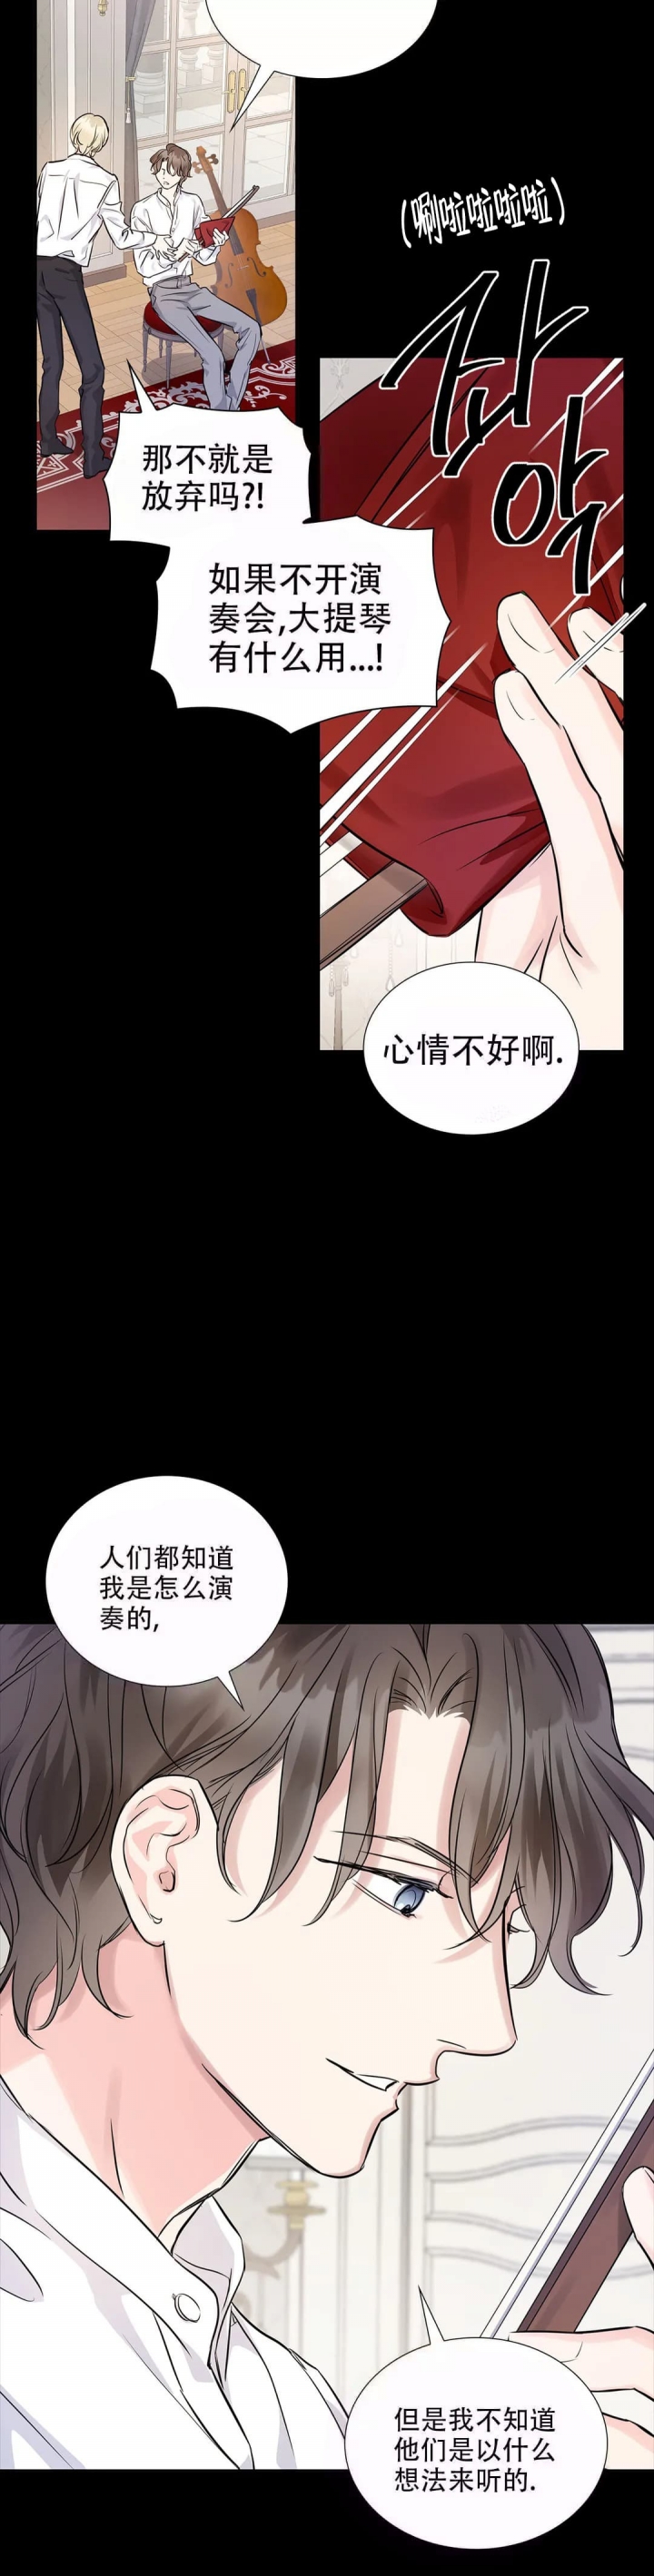 (唰啦啦啦啦)
촤
악
那不就是
放弃吗?!
如果不开演
奏会,大提琴
有什么用...!
心情不好啊.
人们都知道
我是怎么演
奏的,
但是我不知道
他们是以什么
想法来听的.